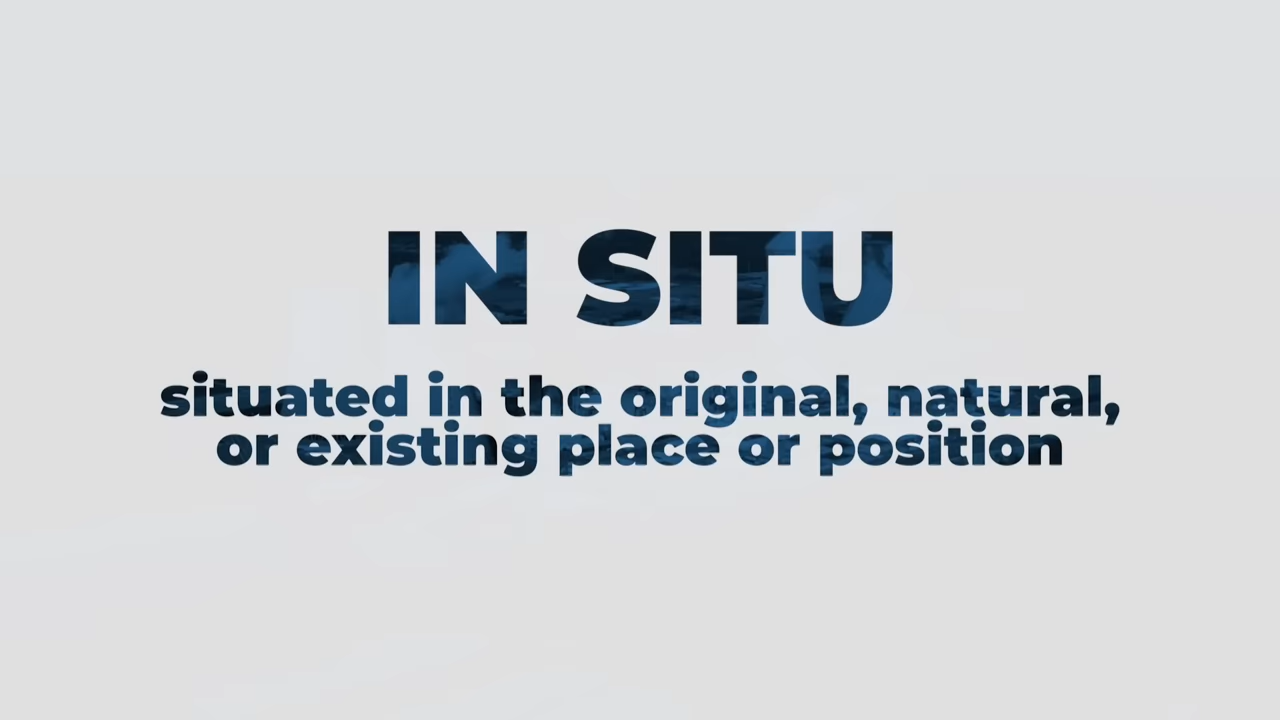 IN SITU
situated in the original, natural,
or existing place or position